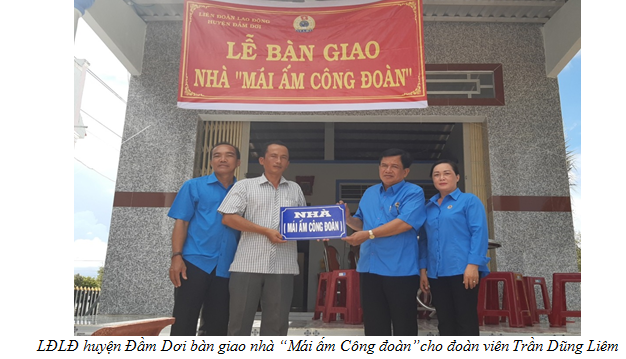 LIÊN ĐOÀN LAO ĐỘNG
HUYỆN ĐẦM DƠI
LỄ BÀN GIAO
NHÀ "MÁI ẤM CÔNG ĐOÀN"
NHÀ
( MÁI ẤM CÔNG ĐOÀN )
LĐLĐ huyện Đầm Dơi bàn giao nhà “Mái ấm Công đoàn”cho đoàn viên Trần Dũng Liêm